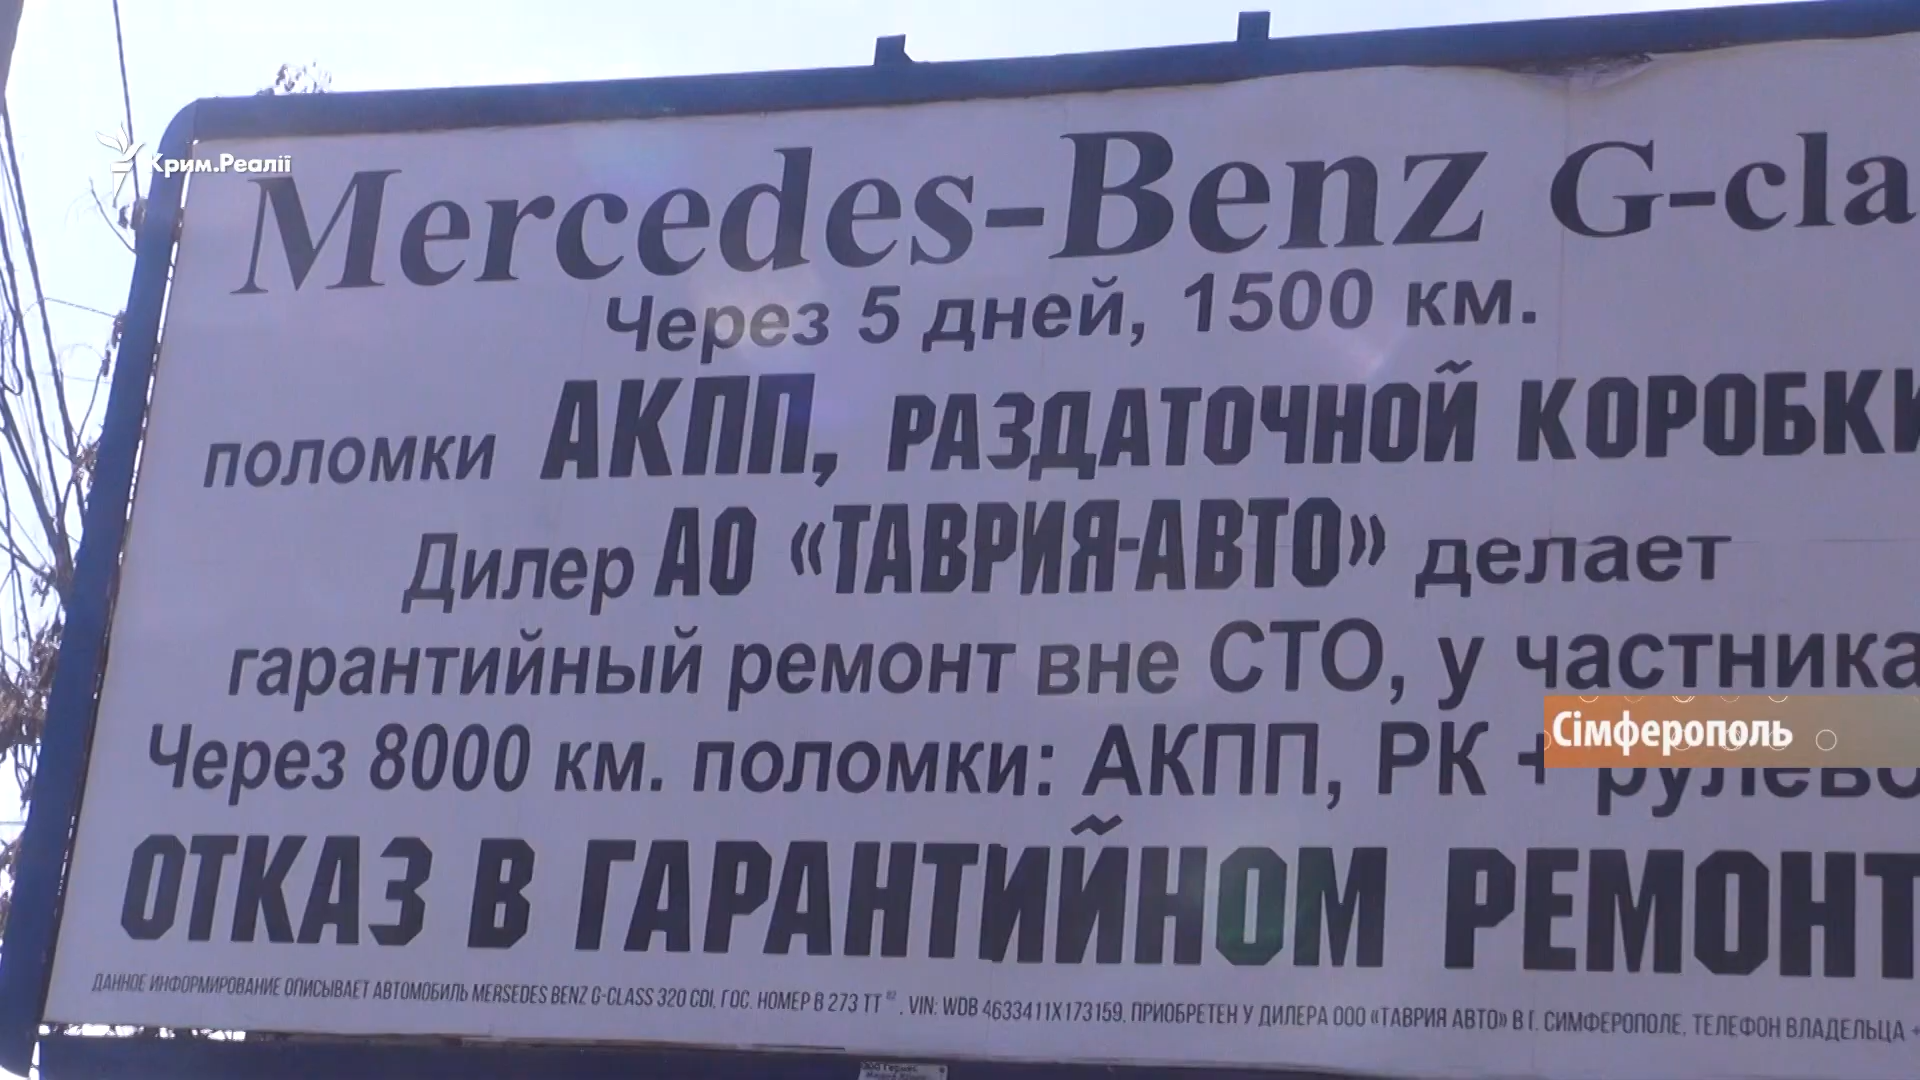 Крим.Реалії
Mercedes-Benz G-cla
Через 5 дней, 1500 км.
поломки АКПП, РАЗДАТОЧНОЙ КОРОБКИ
Дилер АО «ТАВРИЯ-АВТО» делает
гарантийный ремонт вне СТО, у частника
Сімферополь
Через 8000 км. поломки: АКПП, РК + рулево
ОТКАЗ В ГАРАНТИЙНОМ РЕМОНТ
ДАННОЕ ИНФОРМИРОВАНИЕ ОПИСЫВАЕТ АВТОМОБИЛЬ MERSEDES BENZ G-CLASS 320 CDI, ГОС. НОМЕР В 273 ТТ 82, VIN: WDB 4633411X173159, ПРИОБРЕТЕН У ДИЛЕРА ООО «ТАВРИЯ АВТО» В Г. СИМФЕРОПОЛЕ, ТЕЛЕФОН ВЛАДЕЛЬЦА +